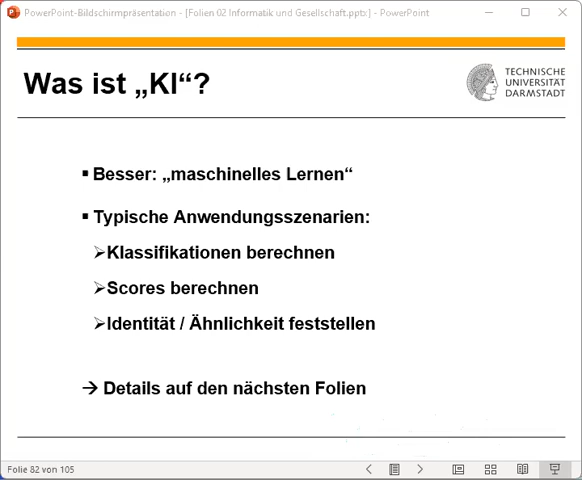 PowerPoint-Bildschirmpräsentation - [Folien 02 Informatik und Gesellschaft.pptx] - PowerPoint
Was ist „KI“?
TECHNISCHE
UNIVERSITÄT
DARMSTADT
▪ Besser: „maschinelles Lernen“
▪ Typische Anwendungsszenarien:
➢Klassifikationen berechnen
➢Scores berechnen
➢Identität / Ähnlichkeit feststellen
→ Details auf den nächsten Folien
Folie 82 von 105